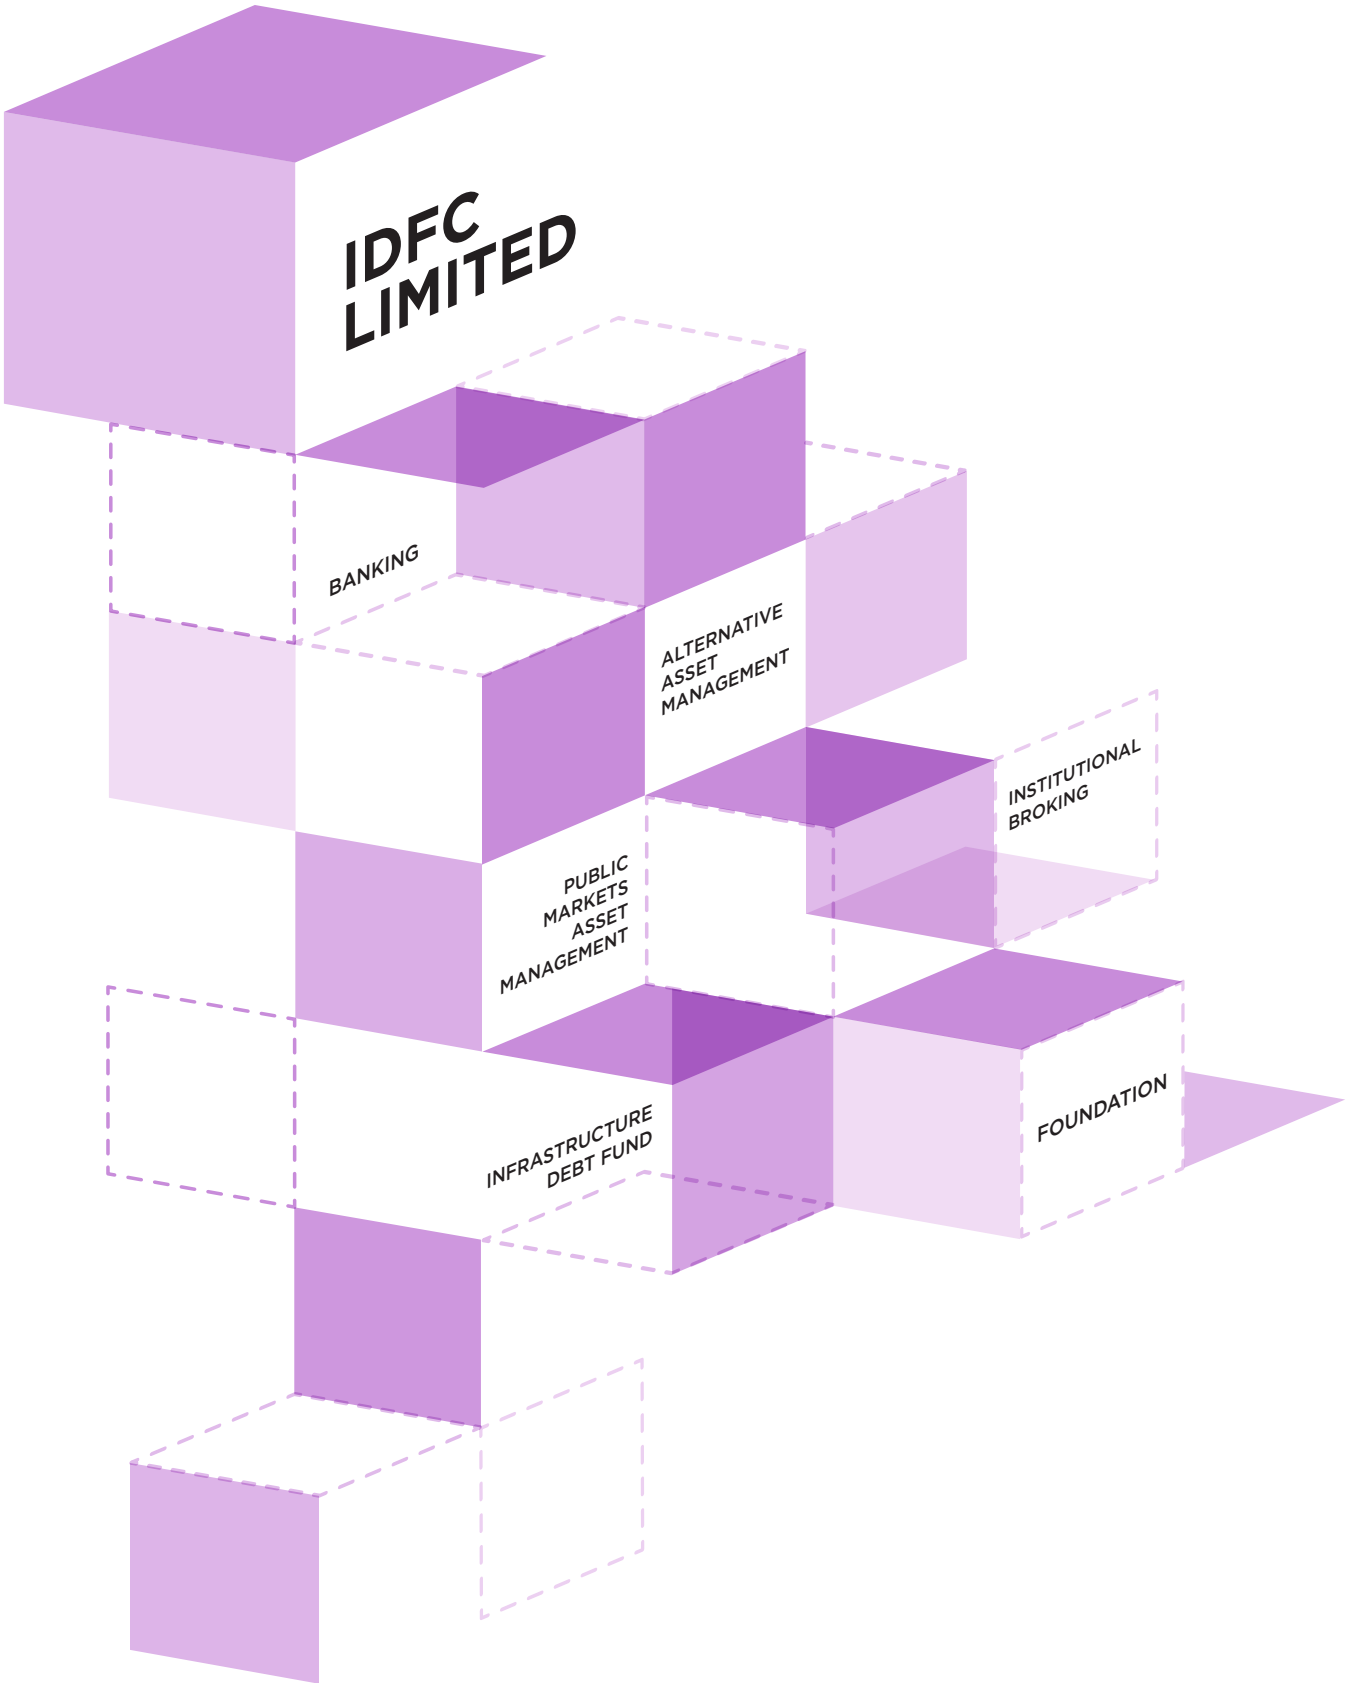 IDFC
LIMITED
BANKING
ALTERNATIVE
ASSET
MANAGEMENT
INSTITUTIONAL
BROKING
PUBLIC
MARKETS
ASSET
MANAGEMENT
INFRASTRUCTURE
DEBT FUND
FOUNDATION